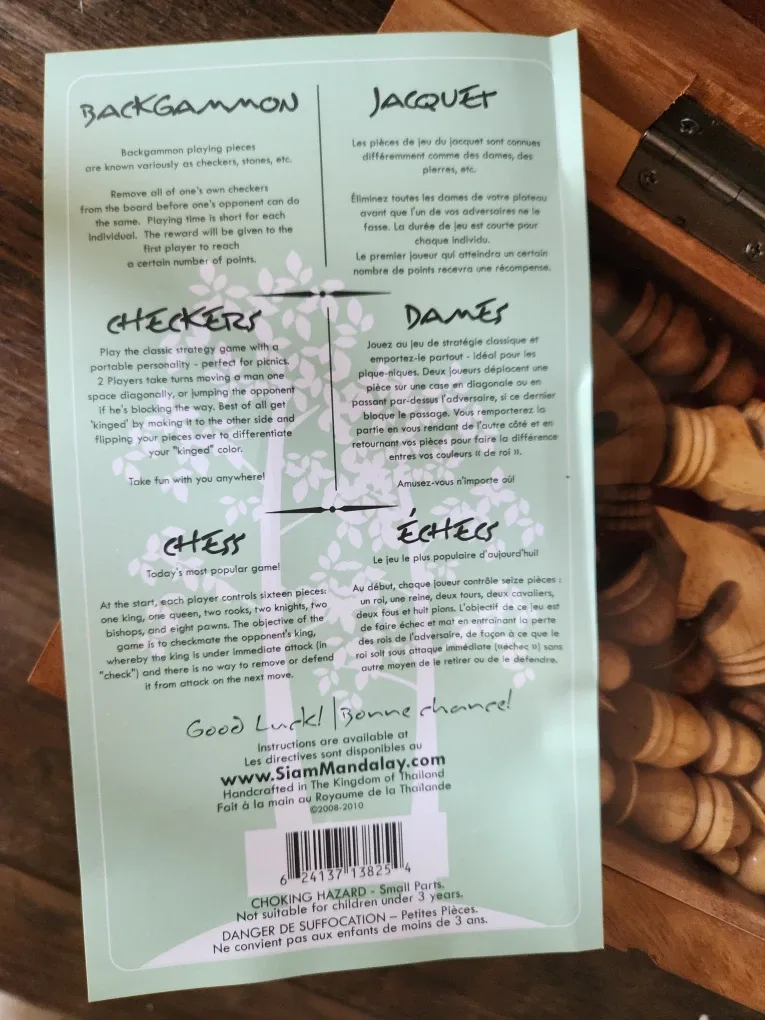 BACKGAMMON
Backgammon playing pieces
are known variously as checkers, stones, etc.
Remove all of one's own checkers
from the board before one's opponent can do
the same. Playing time is short for each
individual. The reward will be given to the
first player to reach
a certain number of points.
JACQUET
Les pièces de jeu du jacquet sont connues
différemment comme des dames, des
pierres, etc.
Éliminez toutes les dames de votre plateau
avant que l'un de vos adversaires ne le
fasse. La durée de jeu est courte pour
chaque individu.
Le premier joueur qui atteindra un certain
nombre de points recevra une récompense.
CHECKERS
Play the classic strategy game with a
portable personality - perfect for picnics.
2 Players take turns moving a man one
space diagonally, or jumping the opponent
if he's blocking the way. Best of all get
'kinged' by making it to the other side and
flipping your pieces over to differentiate
your "kinged" color.
Take fun with you anywhere!
DAMES
Jouez au jeu de stratégie classique et
emportez-le partout - idéal pour les
pique-niques. Deux joueurs déplacent une
pièce sur une case en diagonale ou en
passant par-dessus l'adversaire, si ce dernier
bloque le passage. Vous remporterez la
partie en vous rendant de l'autre côté et en
retournant vos pièces pour faire la différence
entres vos couleurs « de roi ».
Amusez-vous n'importe où!
CHESS
Today's most popular game!
At the start, each player controls sixteen pieces:
one king, one queen, two rooks, two knights, two
bishops, and eight pawns. The objective of the
game is to checkmate the opponent's king,
whereby the king is under immediate attack (in
"check") and there is no way to remove or defend
it from attack on the next move.
ÉCHECS
Le jeu le plus populaire d'aujourd'hui!
Au début, chaque joueur contrôle seize pièces :
un roi, une reine, deux tours, deux cavaliers,
deux fous et huit pions. L'objectif de ce jeu est
de faire échec et mat en entraînant la perte
des rois de l'adversaire, de façon à ce que le
roi soit sous attaque immédiate [«échec »] sans
autre moyen de le retirer ou de le défendre.
Good Luck! | Bonne chance!
Instructions are available at
Les directives sont disponibles au
www.SiamMandalay.com
Handcrafted in The Kingdom of Thailand
Fait à la main au Royaume de la Thaïlande
©2008-2010
6 24137 13825 4
CHOKING HAZARD - Small Parts.
Not suitable for children under 3 years.
DANGER DE SUFFOCATION – Petites Pièces.
Ne convient pas aux enfants de moins de 3 ans.